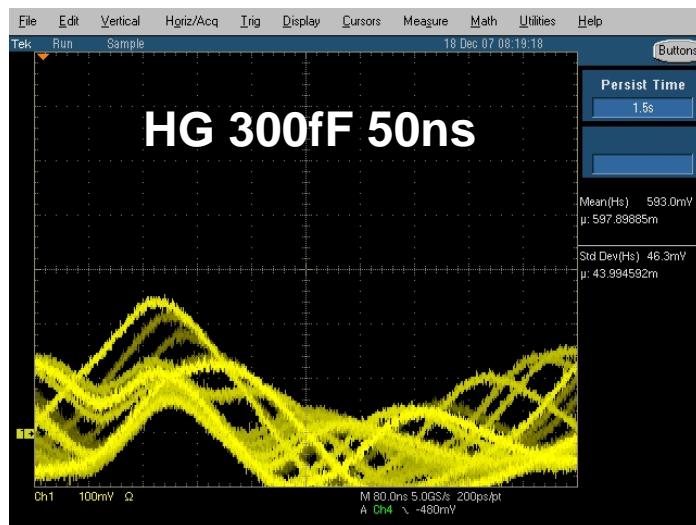 File Edit Vertical Horiz/Acq Trig Display Cursors Measure Math Utilities Help
Tek Run Sample 18 Dec 07 08:19:18 Buttons
Persist Time
1.5s
HG 300fF 50ns
Mean(Hs) 593.0mV
µ: 597.89885m
Std Dev(Hs) 46.3mV
µ: 43.994592m
1
Ch1 100mV Ω M 80.0ns 5.0GS/s 200ps/pt
A Ch4 -480mV